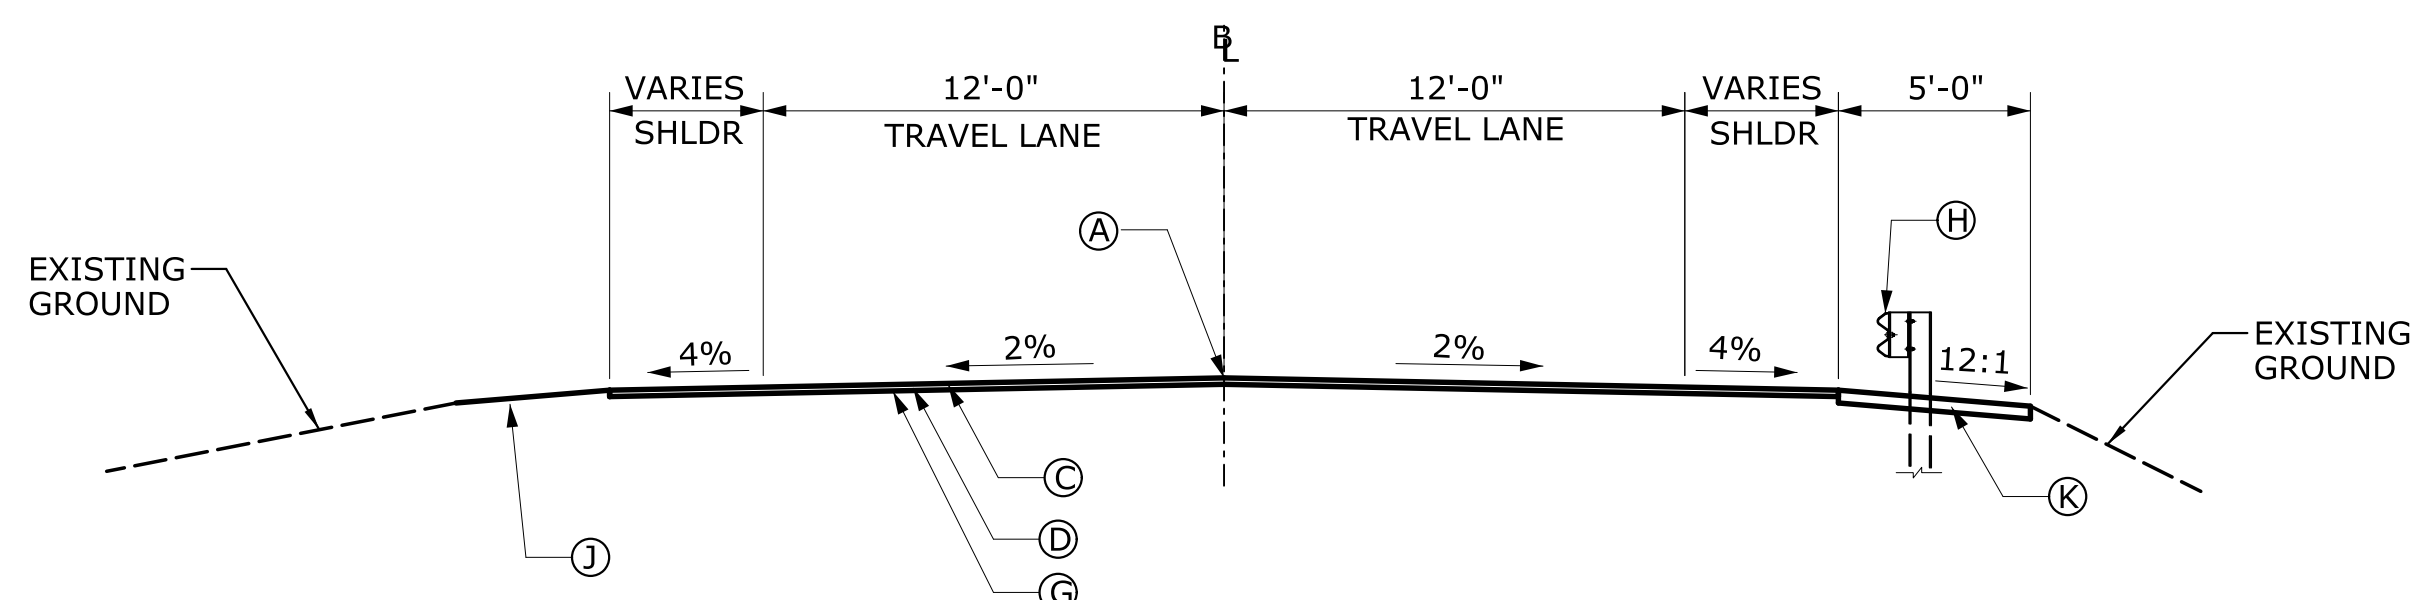 B
L
VARIES
SHLDR
12'-0"
TRAVEL LANE
12'-0"
TRAVEL LANE
VARIES
SHLDR
5'-0"
A
H
EXISTING
GROUND
4%
2%
2%
4%
12:1
EXISTING
GROUND
C
K
D
J
G